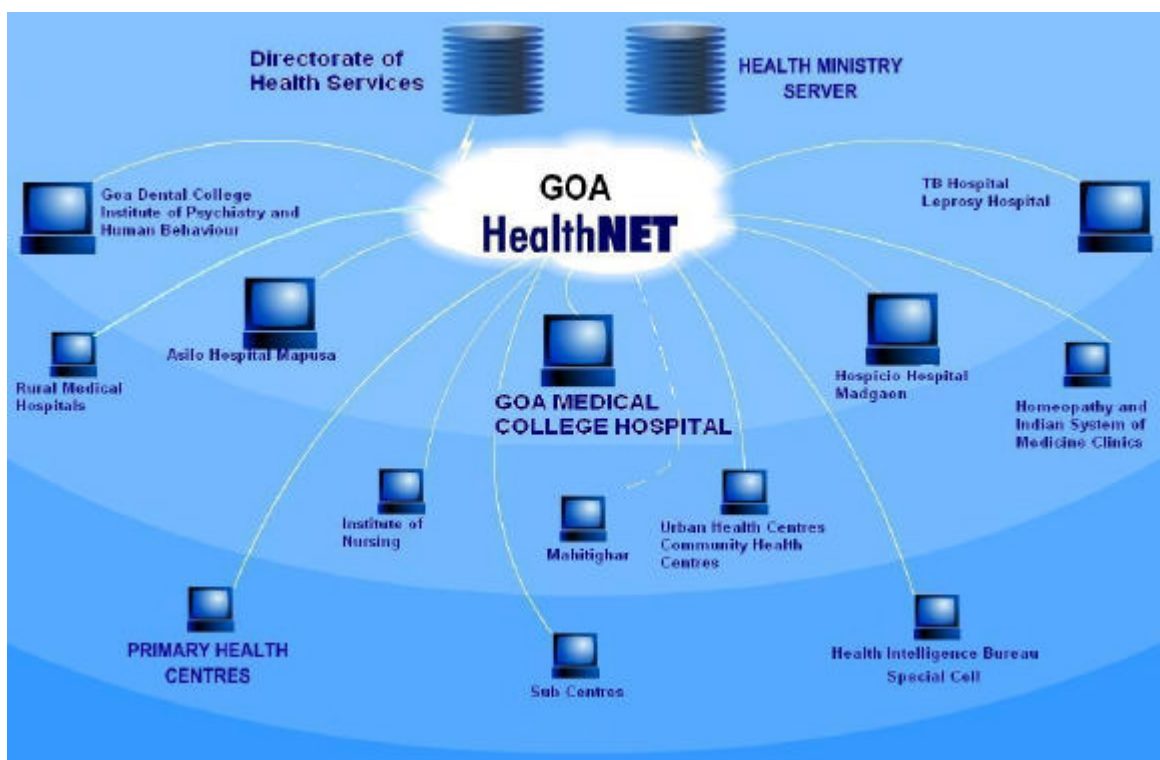 Directorate of
Health Services
HEALTH MINISTRY
SERVER
GOA
HealthNET
Goa Dental College
Institute of Psychiatry and
Human Behaviour
TB Hospital
Leprosy Hospital
Asilo Hospital Mapusa
Rural Medical
Hospitals
GOA MEDICAL
COLLEGE HOSPITAL
Hospicio Hospital
Madgaon
Homeopathy and
Indian System of
Medicine Clinics
Institute of
Nursing
Mahitighar
Urban Health Centres
Community Health
Centres
PRIMARY HEALTH
CENTRES
Sub Centres
Health Intelligence Bureau
Special Cell